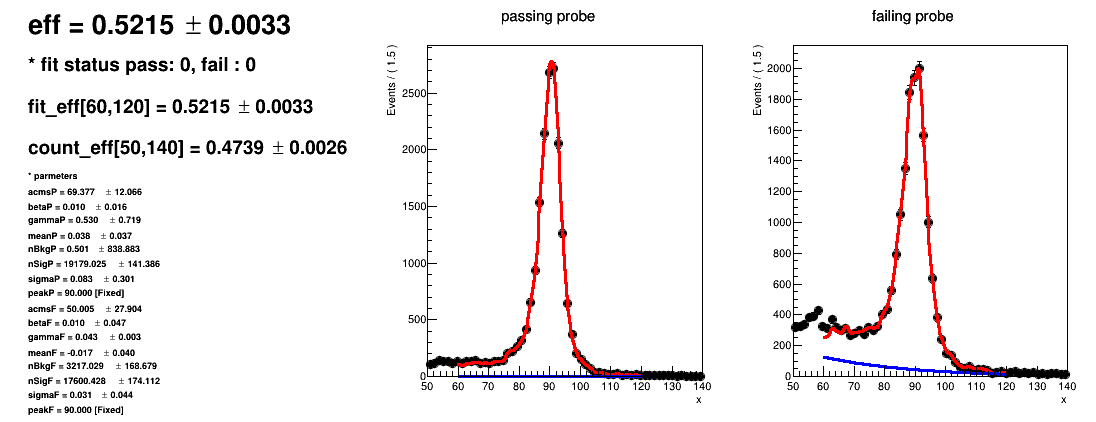 eff = 0.5215 ± 0.0033
* fit status pass: 0, fail : 0
fit_eff[60,120] = 0.5215 ± 0.0033
count_eff[50,140] = 0.4739 ± 0.0026
* parmeters
acmsP = 69.377 ± 12.066
betaP = 0.010 ± 0.016
gammaP = 0.530 ± 0.719
meanP = 0.038 ± 0.037
nBkgP = 0.501 ± 838.883
nSigP = 19179.025 ± 141.386
sigmaP = 0.083 ± 0.301
peakP = 90.000 [Fixed]
acmsF = 50.005 ± 27.904
betaF = 0.010 ± 0.047
gammaF = 0.043 ± 0.003
meanF = -0.017 ± 0.040
nBkgF = 3217.029 ± 168.679
nSigF = 17600.428 ± 174.112
sigmaF = 0.031 ± 0.044
peakF = 90.000 [Fixed]
passing probe
Events / ( 1.5 )
2500
2000
1500
1000
500
0
50 60 70 80 90 100 110 120 130 140
x
failing probe
Events / ( 1.5 )
2000
1800
1600
1400
1200
1000
800
600
400
200
0
50 60 70 80 90 100 110 120 130 140
x